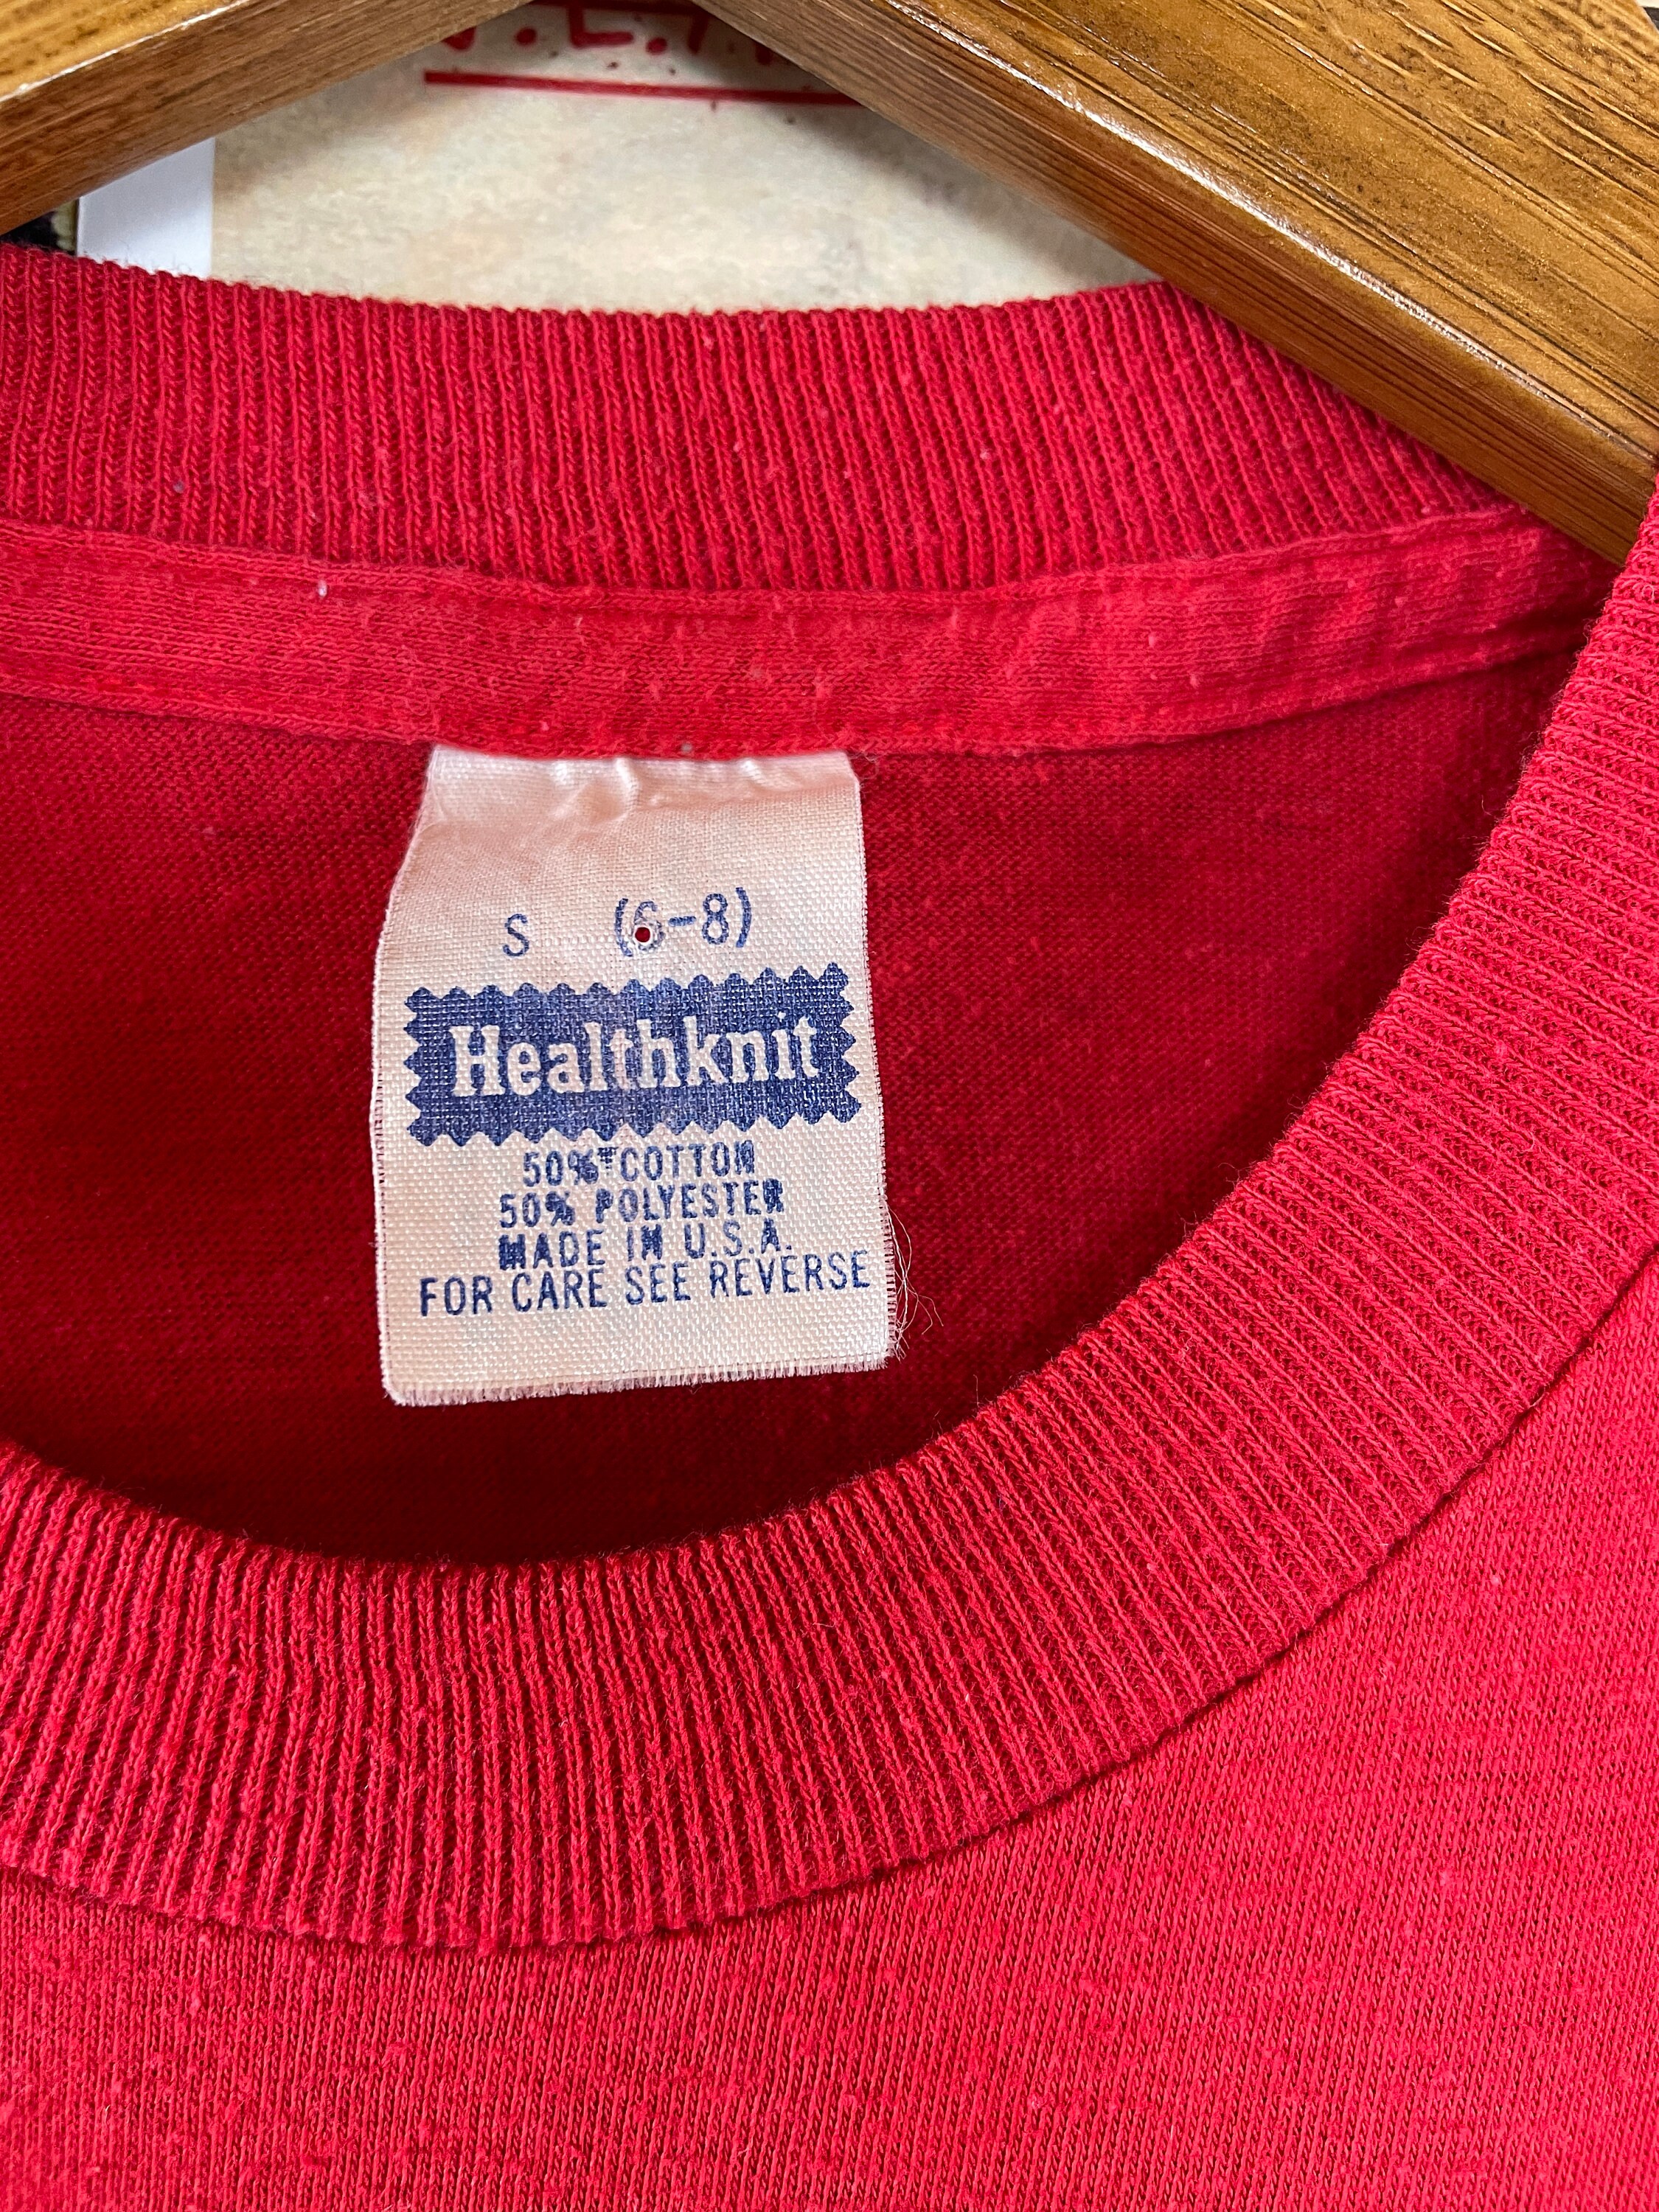 S (6-8)
Healthknit
50% COTTON
50% POLYESTER
MADE IN U.S.A.
FOR CARE SEE REVERSE